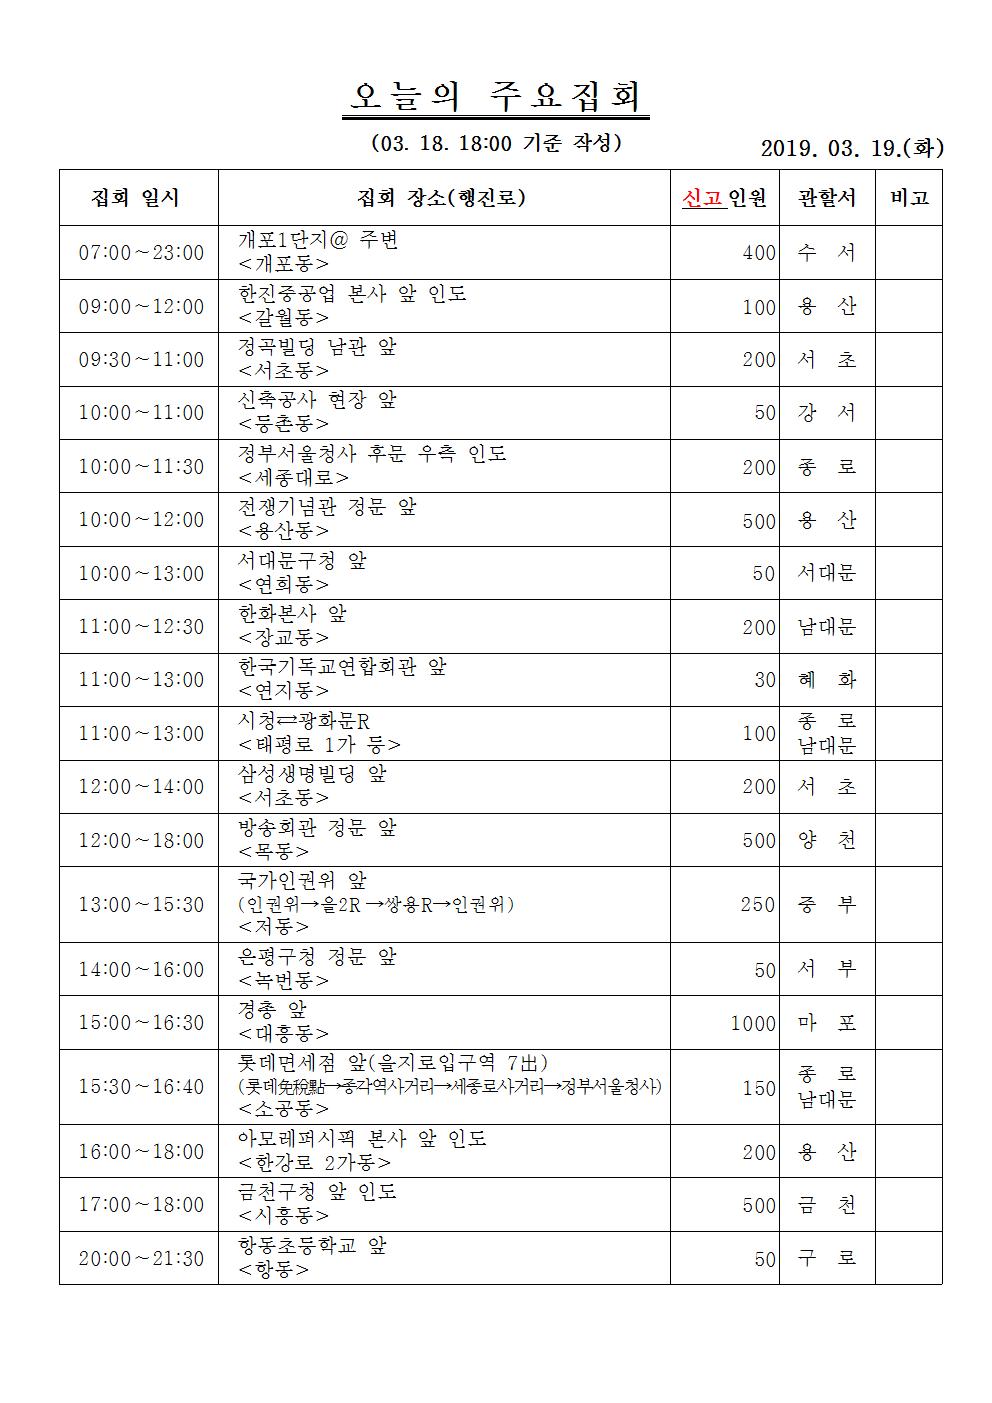 오늘의 주요집회
(03. 18. 18:00 기준 작성)
2019. 03. 19.(화)
집회 일시 집회 장소(행진로) 신고인원 관할서 비고
07:00~23:00 개포1단지@ 주변 400 수 서
<개포동>
09:00~12:00 한진중공업 본사 앞 인도 100 용 산
<갈월동>
09:30~11:00 정곡빌딩 남관 앞 200 서 초
<서초동>
10:00~11:00 신축공사 현장 앞 50 강 서
<등촌동>
10:00~11:30 정부서울청사 후문 우측 인도 200 종 로
<세종대로>
10:00~12:00 전쟁기념관 정문 앞 500 용 산
<용산동>
10:00~13:00 서대문구청 앞 50 서대문
<연희동>
11:00~12:30 한화본사 앞 200 남대문
<장교동>
11:00~13:00 한국기독교연합회관 앞 30 혜 화
<연지동>
11:00~13:00 시청⇄광화문R 100 종 로
<태평로 1가 등> 남대문
12:00~14:00 삼성생명빌딩 앞 200 서 초
<서초동>
12:00~18:00 방송회관 정문 앞 500 양 천
<목동>
국가인권위 앞
13:00~15:30 (인권위→을2R→쌍용R→인권위) 250 중 부
<저동>
14:00~16:00 은평구청 정문 앞 50 서 부
<녹번동>
15:00~16:30 경총 앞 1000 마 포
<대흥동>
롯데면세점 앞(을지로입구역 7出) 종 로
15:30~16:40 (롯데免稅點→종각역사거리→세종로사거리→정부서울청사) 150 남대문
<소공동>
16:00~18:00 아모레퍼시픽 본사 앞 인도 200 용 산
<한강로 2가동>
17:00~18:00 금천구청 앞 인도 500 금 천
<시흥동>
20:00~21:30 항동초등학교 앞 50 구 로
<항동>